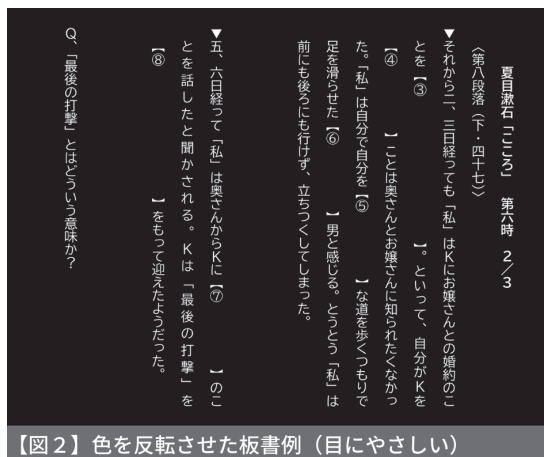 夏目漱石「こころ」　第六時　２／３
〈第八段落（下・四十七）〉
▼それから二、三日経っても「私」はKにお嬢さんとの婚約のこ
とを【③　　　　　　　　】。といって、自分がKを
【④　　　　　】ことは奥さんとお嬢さんに知られたくなかっ
た。「私」は自分で自分を【⑤　　　　　】な道を歩くつもりで
足を滑らせた【⑥　　　　　】男と感じる。とうとう「私」は
前にも後ろにも行けず、立ちつくしてしまった。
▼五、六日経って「私」は奥さんからKに【⑦　　　　　】のこ
とを話したと聞かされる。Kは「最後の打撃」を
【⑧　　　　　　　　　】をもって迎えたようだった。
Q、「最後の打撃」とはどういう意味か？
【図２】色を反転させた板書例（目にやさしい）